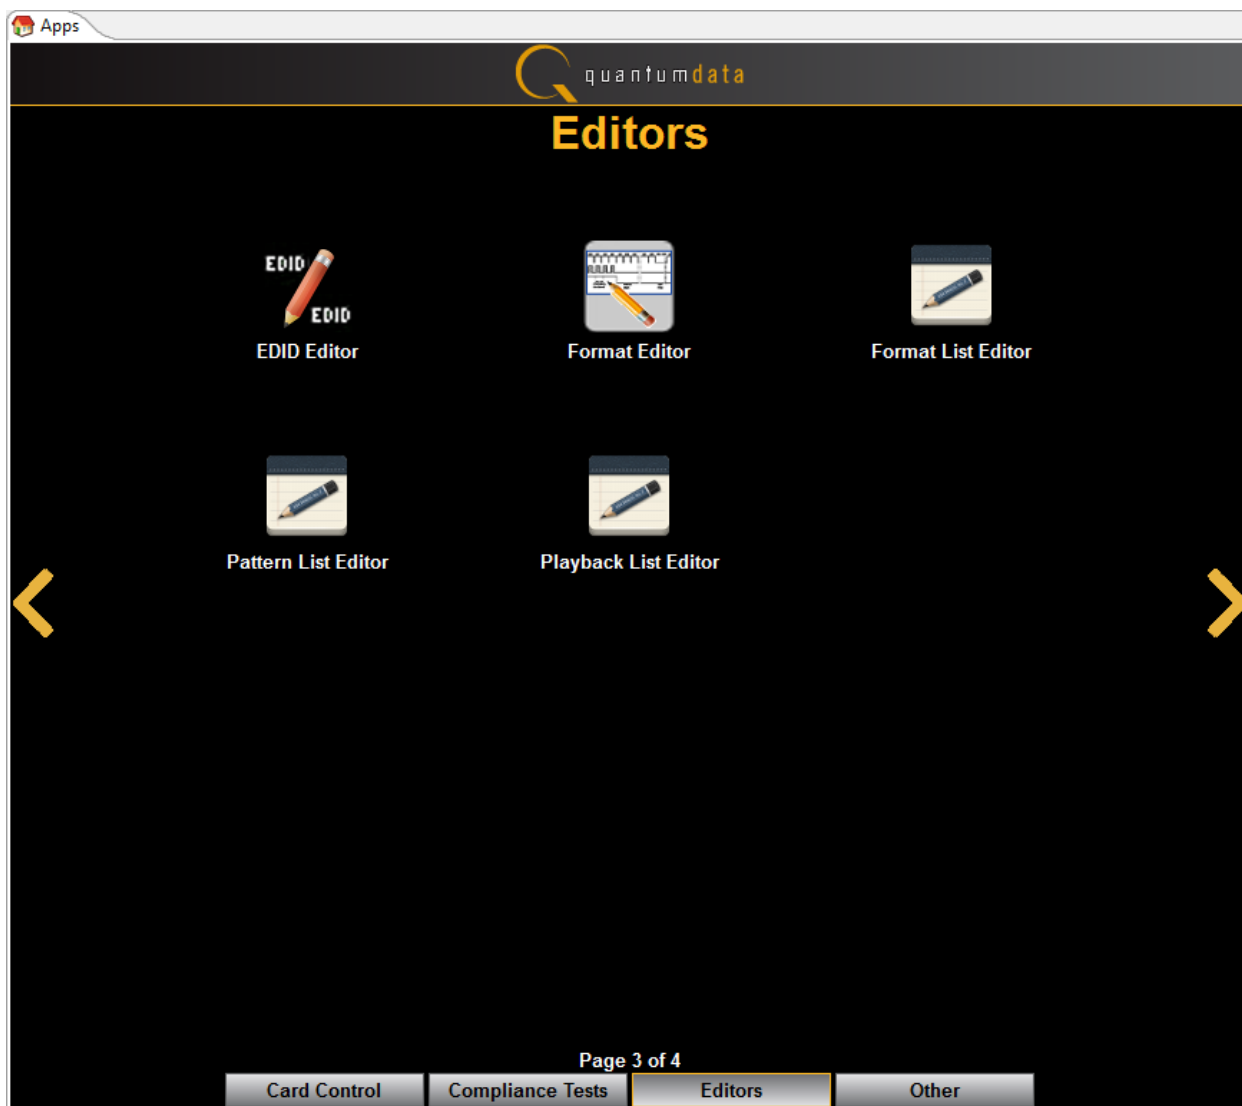 Apps
quantumdata
Editors
EDID
EDID
EDID Editor
Format Editor
Format List Editor
Pattern List Editor
Playback List Editor
Page 3 of 4
Card Control
Compliance Tests
Editors
Other